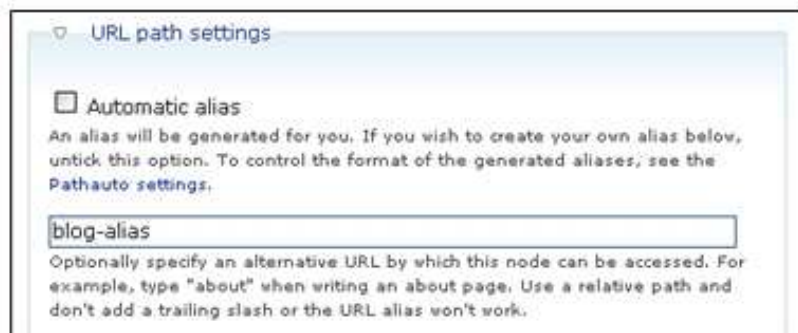 URL path settings
Automatic alias
An alias will be generated for you. If you wish to create your own alias below,
untick this option. To control the format of the generated aliases, see the
Pathauto settings.
blog-alias
Optionally specify an alternative URL by which this node can be accessed. For
example, type "about" when writing an about page. Use a relative path and
don't add a trailing slash or the URL alias won't work.